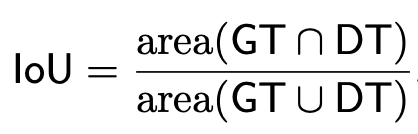 IoU = area(GT ∩ DT) / area(GT ∪ DT).